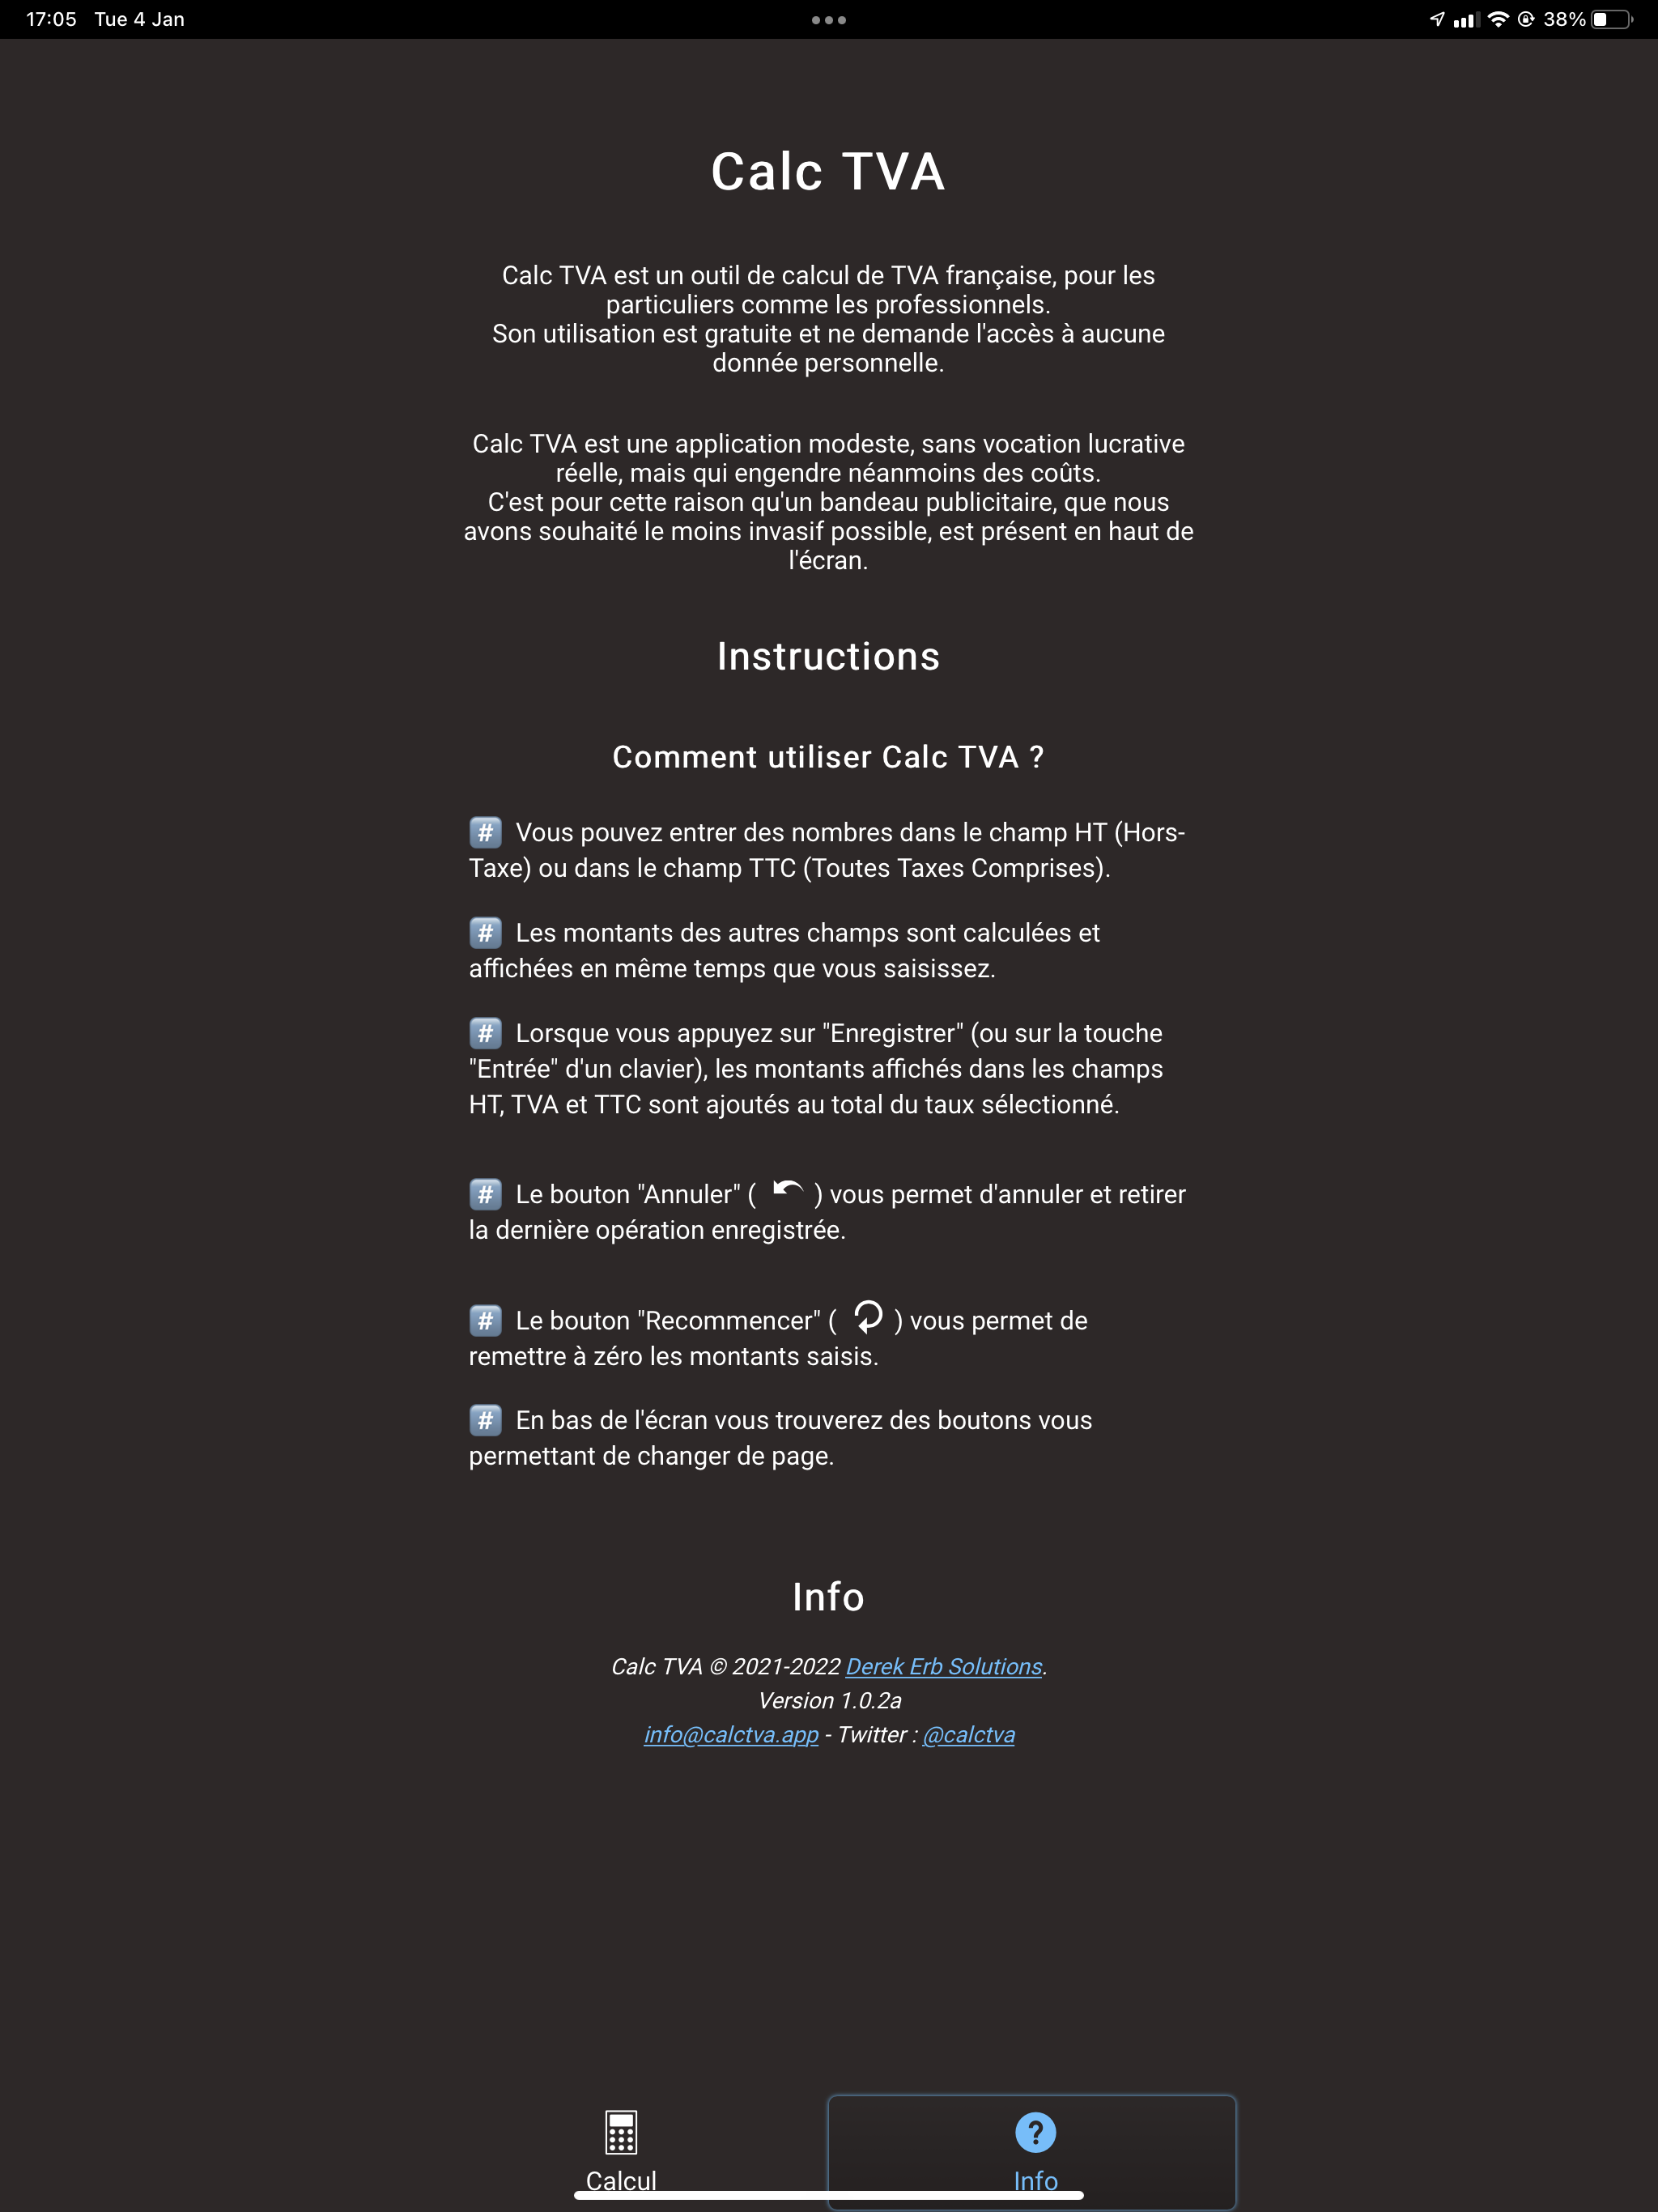 17:05 Tue 4 Jan
38%
Calc TVA
Calc TVA est un outil de calcul de TVA française, pour les
particuliers comme les professionnels.
Son utilisation est gratuite et ne demande l'accès à aucune
donnée personnelle.
Calc TVA est une application modeste, sans vocation lucrative
réelle, mais qui engendre néanmoins des coûts.
C'est pour cette raison qu'un bandeau publicitaire, que nous
avons souhaité le moins invasif possible, est présent en haut de
l'écran.
Instructions
Comment utiliser Calc TVA ?
# Vous pouvez entrer des nombres dans le champ HT (Hors-
Taxe) ou dans le champ TTC (Toutes Taxes Comprises).
# Les montants des autres champs sont calculées et
affichées en même temps que vous saisissez.
# Lorsque vous appuyez sur "Enregistrer" (ou sur la touche
"Entrée" d'un clavier), les montants affichés dans les champs
HT, TVA et TTC sont ajoutés au total du taux sélectionné.
# Le bouton "Annuler" ( ) vous permet d'annuler et retirer
la dernière opération enregistrée.
# Le bouton "Recommencer" ( ) vous permet de
remettre à zéro les montants saisis.
# En bas de l'écran vous trouverez des boutons vous
permettant de changer de page.
Info
Calc TVA © 2021-2022 Derek Erb Solutions.
Version 1.0.2a
info@calctva.app - Twitter : @calctva
?
Calcul Info